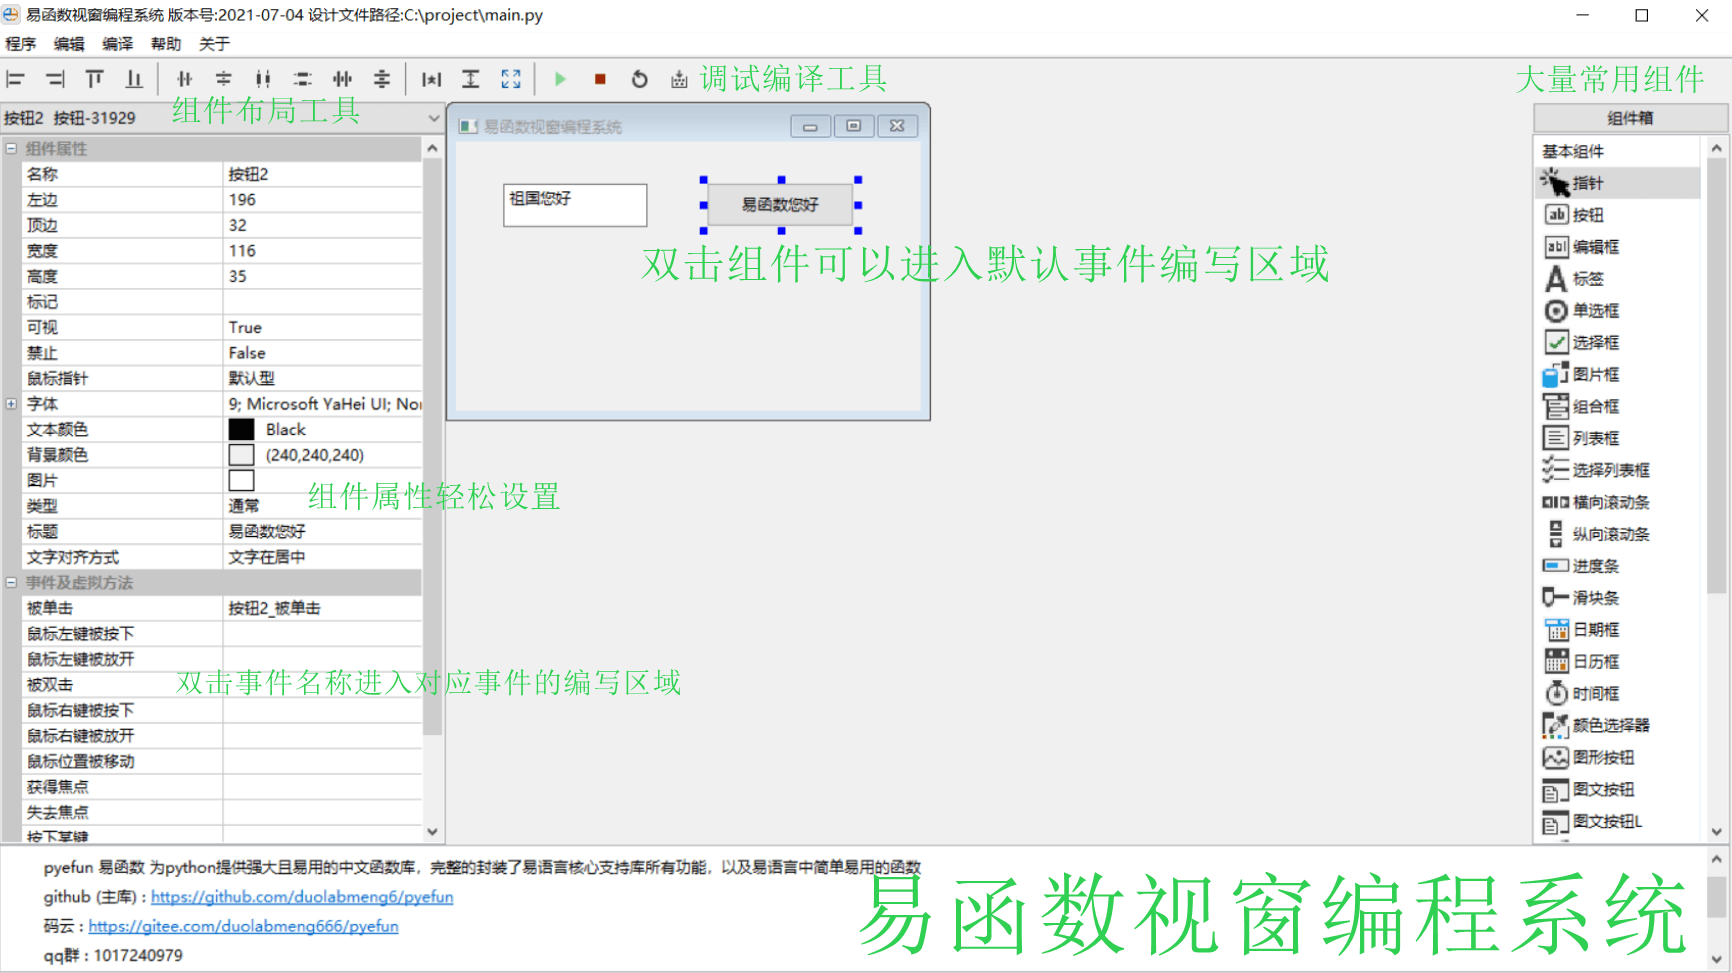 易函数视窗编程系统 版本号:2021-07-04 设计文件路径:C:\project\main.py
程序 编辑 编译 帮助 关于
调试编译工具
大量常用组件
按钮2 按钮-31929
组件布局工具
组件属性
名称 按钮2
左边 196
顶边 32
宽度 116
高度 35
标记
可视 True
禁止 False
鼠标指针 默认型
字体 9; Microsoft YaHei UI; Nor
文本颜色 Black
背景颜色 (240,240,240)
图片
组件属性轻松设置
类型 通常
标题 易函数您好
文字对齐方式 文字在居中
事件及虚拟方法
被单击 按钮2_被单击
鼠标左键被按下
鼠标左键被放开
被双击
双击事件名称进入对应事件的编写区域
鼠标右键被按下
鼠标右键被放开
鼠标位置被移动
获得焦点
失去焦点
按下某键
易函数视窗编程系统
祖国您好
易函数您好
双击组件可以进入默认事件编写区域
组件箱
基本组件
指针
按钮
编辑框
标签
单选框
选择框
图片框
组合框
列表框
选择列表框
横向滚动条
纵向滚动条
进度条
滑块条
日期框
日历框
时间框
颜色选择器
图形按钮
图文按钮
图文按钮L
pyefun 易函数 为python提供强大且易用的中文函数库，完整的封装了易语言核心支持库所有功能，以及易语言中简单易用的函数
github (主库) : https://github.com/duolabmeng6/pyefun
码云 : https://gitee.com/duolabmeng666/pyefun
qq群 : 1017240979
易函数视窗编程系统